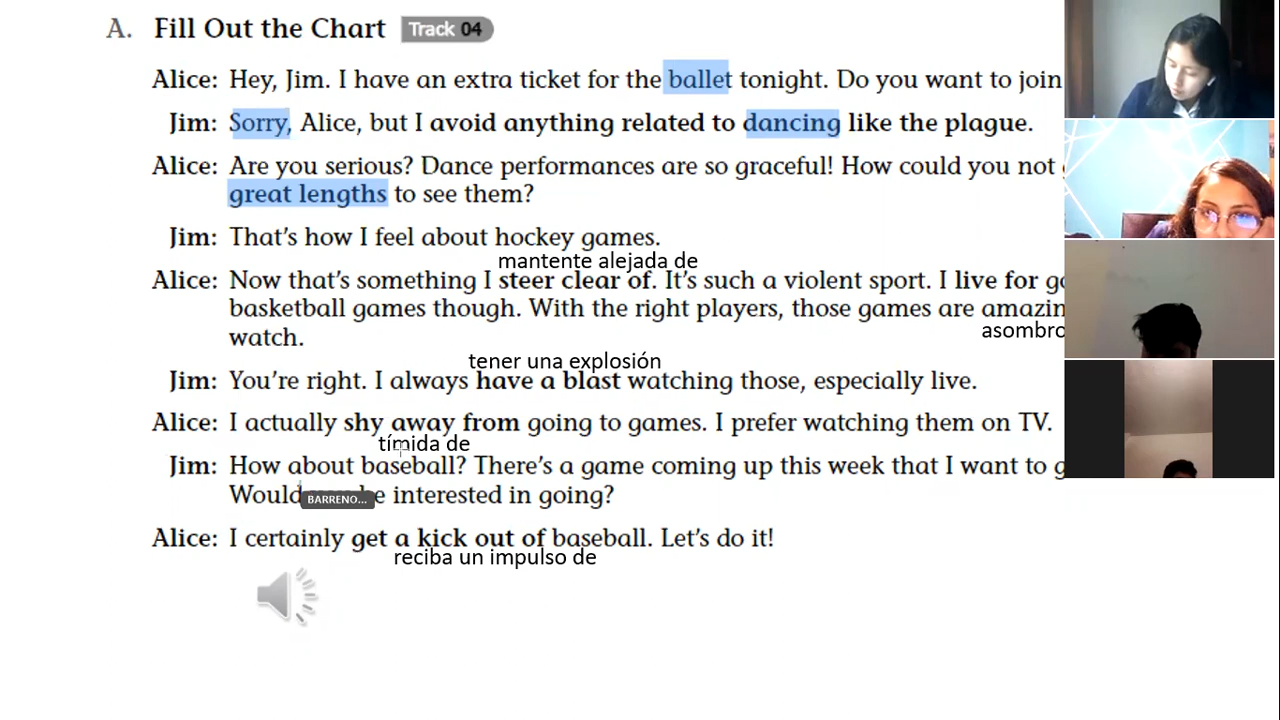 A. Fill Out the Chart Track 04
Alice: Hey, Jim. I have an extra ticket for the ballet tonight. Do you want to join
Jim: Sorry, Alice, but I avoid anything related to dancing like the plague.
Alice: Are you serious? Dance performances are so graceful! How could you not
great lengths to see them?
Jim: That's how I feel about hockey games.
mantente alejada de
Alice: Now that's something I steer clear of. It's such a violent sport. I live for
basketball games though. With the right players, those games are
asombro
watch.
tener una explosión
Jim: You're right. I always have a blast watching those, especially live.
Alice: I actually shy away from going to games. I prefer watching them on TV.
tímida de
Jim: How about baseball? There's a game coming up this week that I want to
Would be interested in going?
BARRENO...
Alice: I certainly get a kick out of baseball. Let's do it!
reciba un impulso de